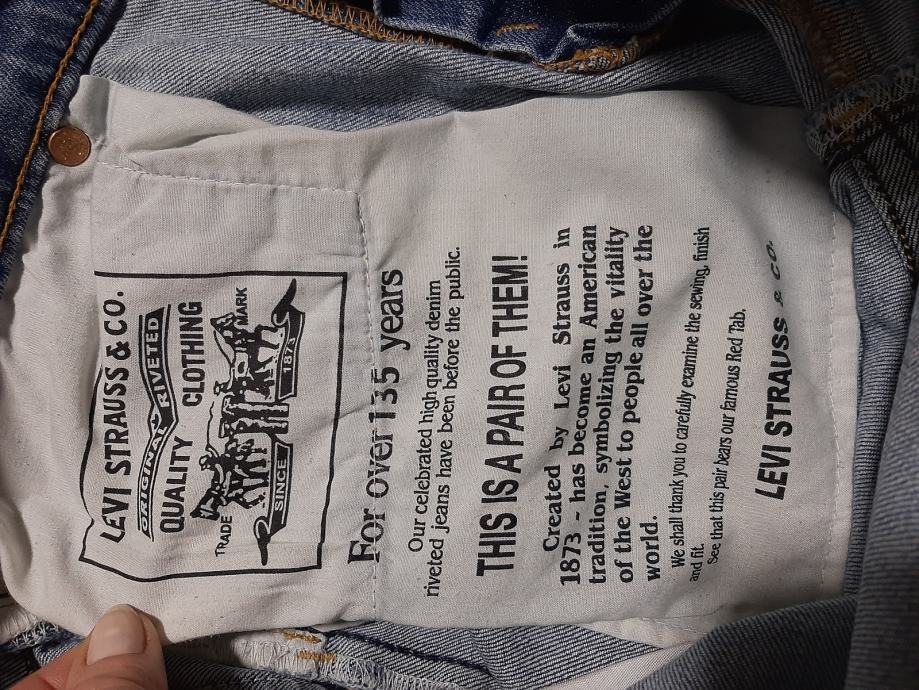 LEVI STRAUSS & CO.
ORIGINAL RIVETED
QUALITY CLOTHING
TRADE MARK
SINCE 1873
For over 135 years
Our celebrated high quality denim
riveted jeans have been before the public.
THIS IS A PAIR OF THEM!
Created by Levi Strauss in
1873 - has become an American
tradition, symbolizing the vitality
of the West to people all over the
world.
We shall thank you to carefully examine the sewing, finish
and fit.
See that this pair bears our famous Red Tab.
LEVI STRAUSS & CO.